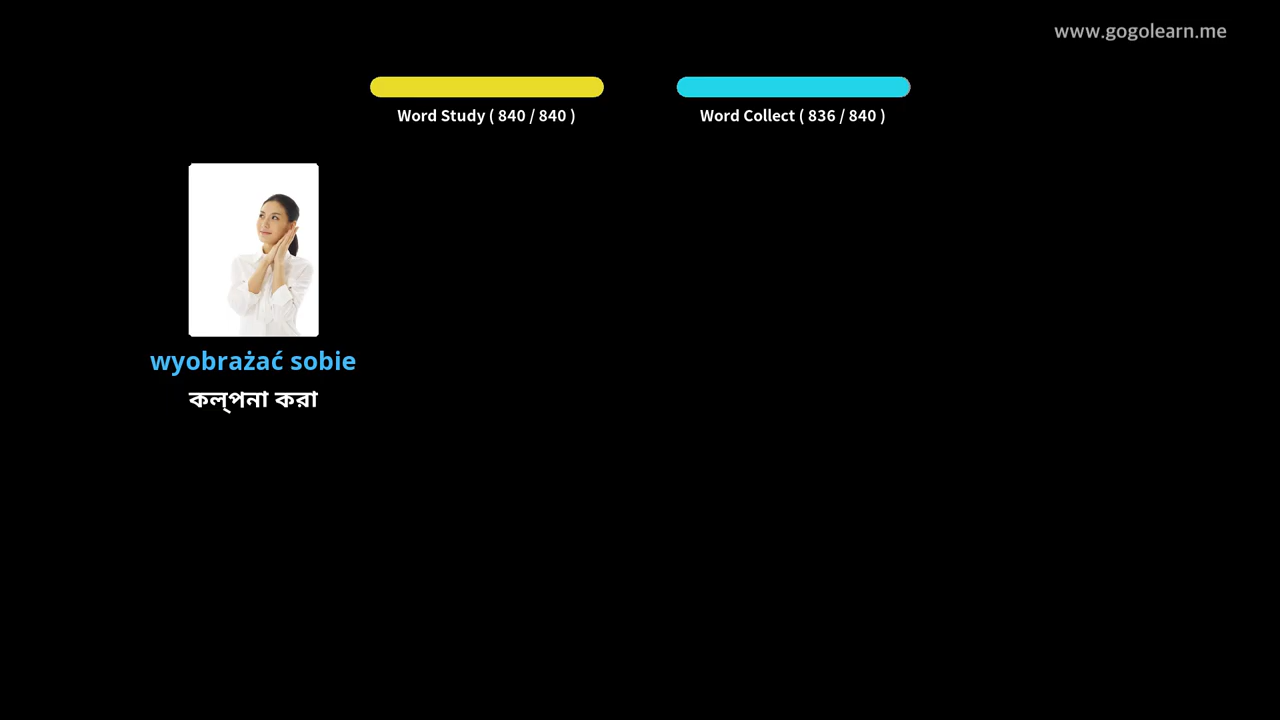 www.gogolearn.me
Word Study ( 840 / 840 )
Word Collect ( 836 / 840 )
wyobrażać sobie
কল্পনা করা